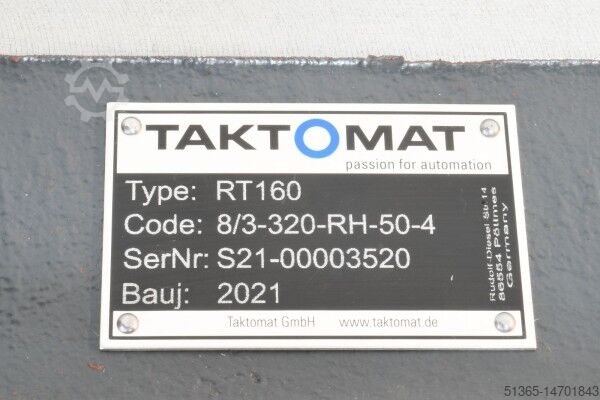 TAKTOMAT
passion for automation
Type: RT160
Code: 8/3-320-RH-50-4
SerNr: S21-00003520
Bauj: 2021
Rudolf-Diesel Str 14
86554 Pöttmes
Germany
Taktomat GmbH www.taktomat.de
51365-14701843